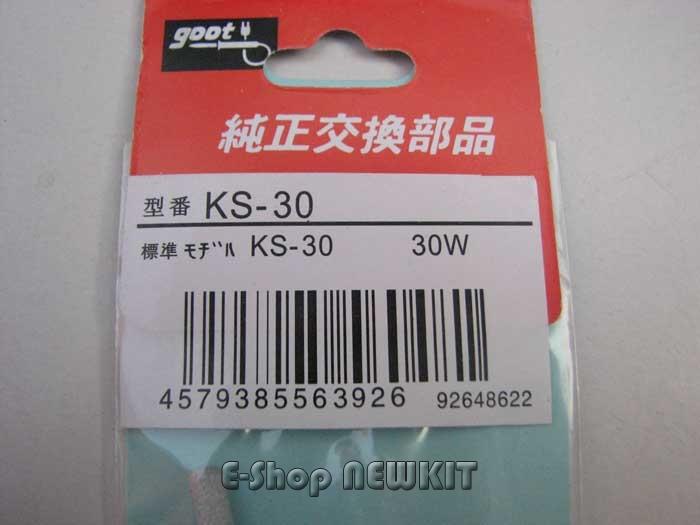 goot
純正交換部品
型番 KS-30
標準 ﾓﾃﾞﾙ KS-30 30W
4579385563926 92648622
E-Shop NEWKIT